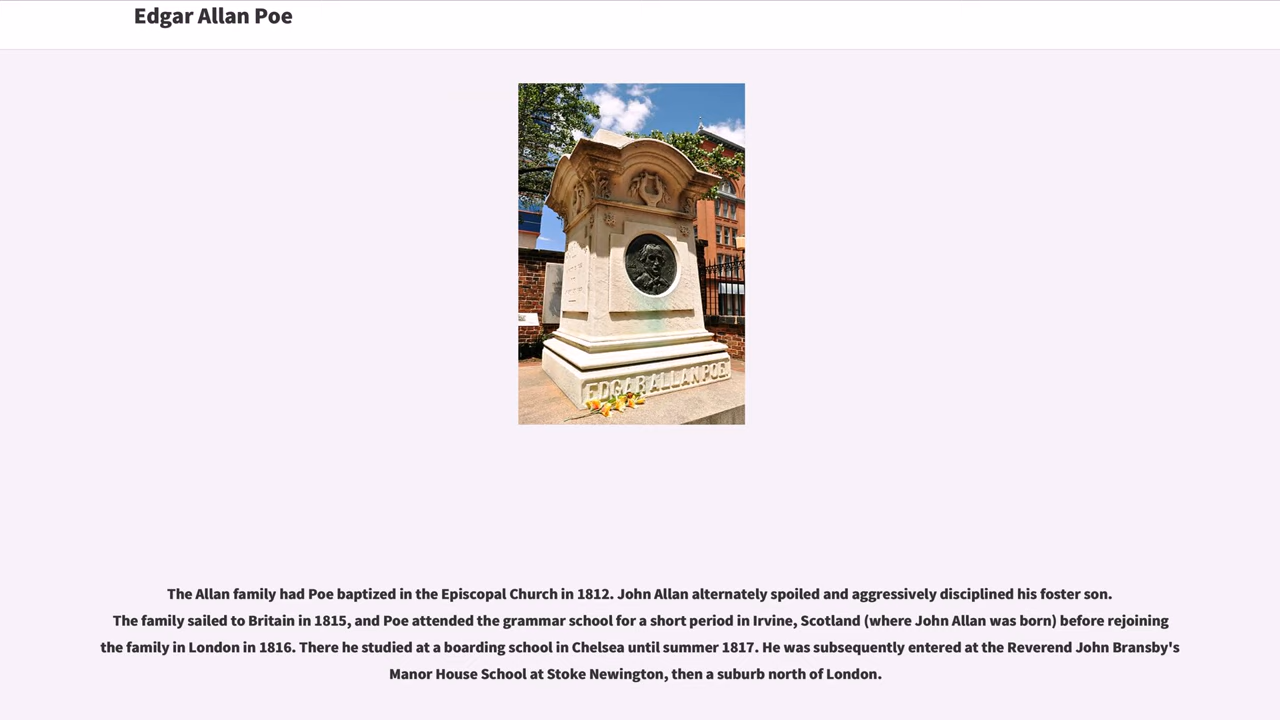 Edgar Allan Poe
EDGAR ALLAN POE
The Allan family had Poe baptized in the Episcopal Church in 1812. John Allan alternately spoiled and aggressively disciplined his foster son.
The family sailed to Britain in 1815, and Poe attended the grammar school for a short period in Irvine, Scotland (where John Allan was born) before rejoining
the family in London in 1816. There he studied at a boarding school in Chelsea until summer 1817. He was subsequently entered at the Reverend John Bransby's
Manor House School at Stoke Newington, then a suburb north of London.